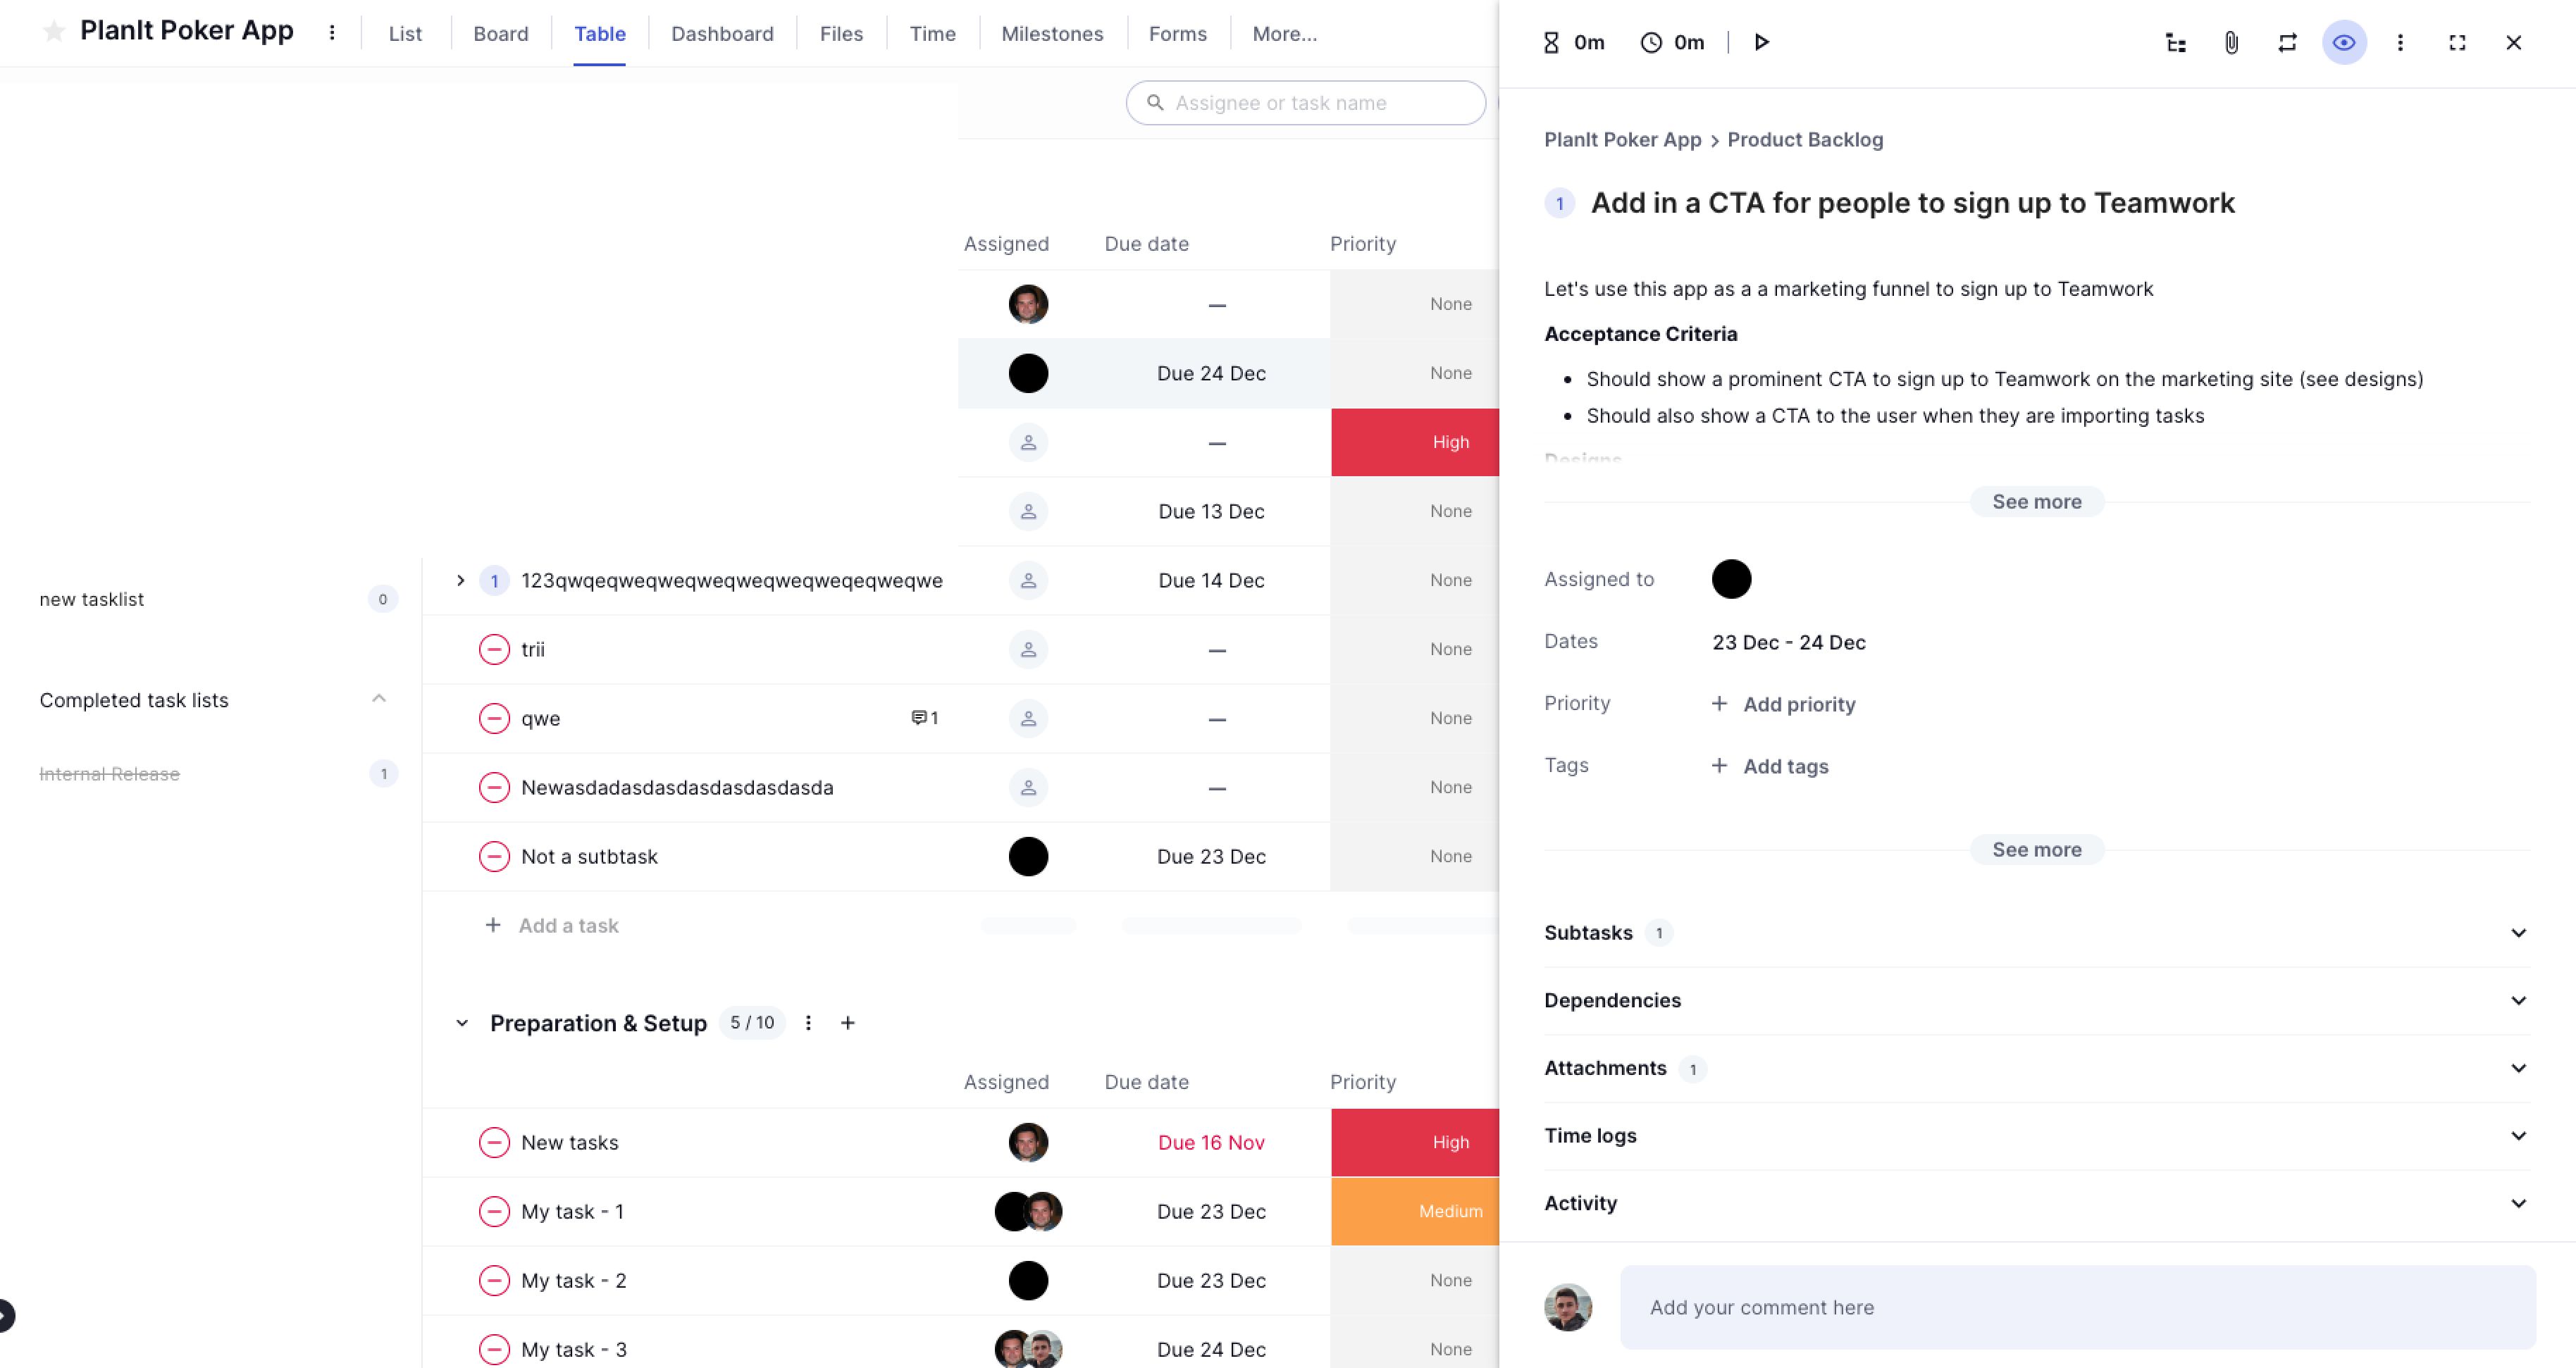 PlanIt Poker App
List
Board
Table
Dashboard
Files
Time
Milestones
Forms
More...
Assignee or task name
Assigned Due date Priority
— None
Due 24 Dec None
— High
Due 13 Dec None
1 123qwqeqweqweqweqweqweqweqeqweqwe Due 14 Dec None
trii — None
qwe 1 — None
Newasdadasdasdasdasdasdasda — None
Not a sutbtask Due 23 Dec None
+ Add a task
new tasklist 0
Completed task lists
Internal Release 1
Preparation & Setup 5 / 10 +
Assigned Due date Priority
New tasks Due 16 Nov High
My task - 1 Due 23 Dec Medium
My task - 2 Due 23 Dec None
My task - 3 Due 24 Dec None
0m 0m
PlanIt Poker App > Product Backlog
1 Add in a CTA for people to sign up to Teamwork
Let's use this app as a a marketing funnel to sign up to Teamwork
Acceptance Criteria
• Should show a prominent CTA to sign up to Teamwork on the marketing site (see designs)
• Should also show a CTA to the user when they are importing tasks
Designs
See more
Assigned to
Dates 23 Dec - 24 Dec
Priority + Add priority
Tags + Add tags
See more
Subtasks 1
Dependencies
Attachments 1
Time logs
Activity
Add your comment here